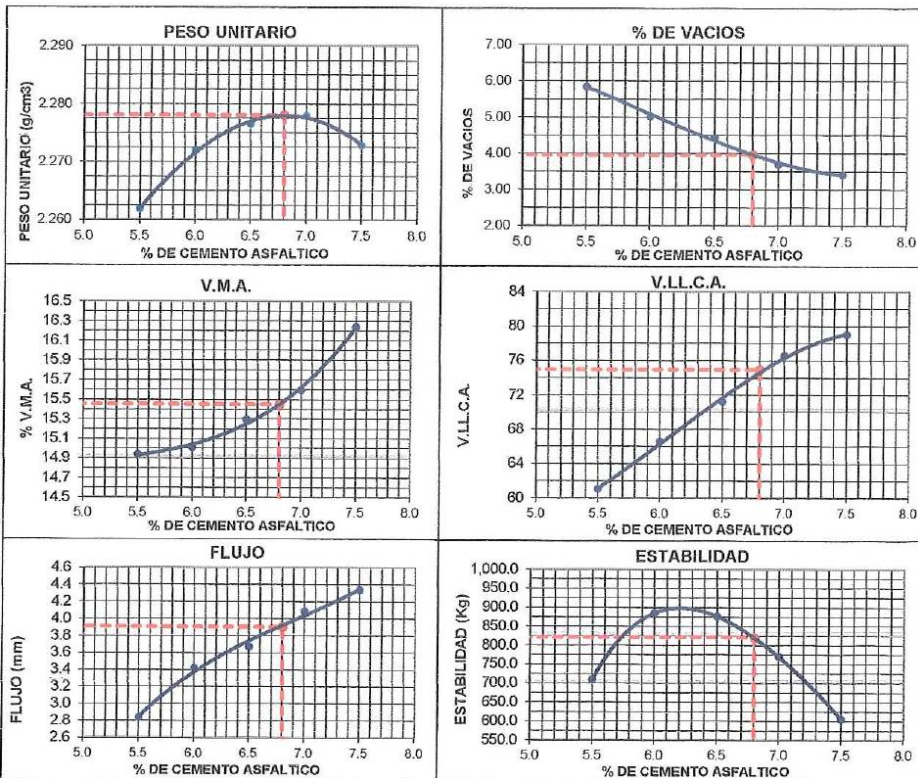 PESO UNITARIO
PESO UNITARIO (g/cm3)
2.290
2.280
2.270
2.260
5.0 5.5 6.0 6.5 7.0 7.5 8.0
% DE CEMENTO ASFALTICO
% DE VACIOS
% DE VACIOS
7.00
6.00
5.00
4.00
3.00
2.00
5.0 5.5 6.0 6.5 7.0 7.5 8.0
% DE CEMENTO ASFALTICO
V.M.A.
% V.M.A.
16.5
16.3
16.1
15.9
15.7
15.5
15.3
15.1
14.9
14.7
14.5
5.0 5.5 6.0 6.5 7.0 7.5 8.0
% DE CEMENTO ASFALTICO
V.LL.C.A.
V.LL.C.A.
84
80
76
72
68
64
60
5.0 5.5 6.0 6.5 7.0 7.5 8.0
% DE CEMENTO ASFALTICO
FLUJO
FLUJO (mm)
4.6
4.4
4.2
4.0
3.8
3.6
3.4
3.2
3.0
2.8
2.6
5.0 5.5 6.0 6.5 7.0 7.5 8.0
% DE CEMENTO ASFALTICO
ESTABILIDAD
ESTABILIDAD (Kg)
1,000.0
950.0
900.0
850.0
800.0
750.0
700.0
650.0
600.0
550.0
5.0 5.5 6.0 6.5 7.0 7.5 8.0
% DE CEMENTO ASFALTICO